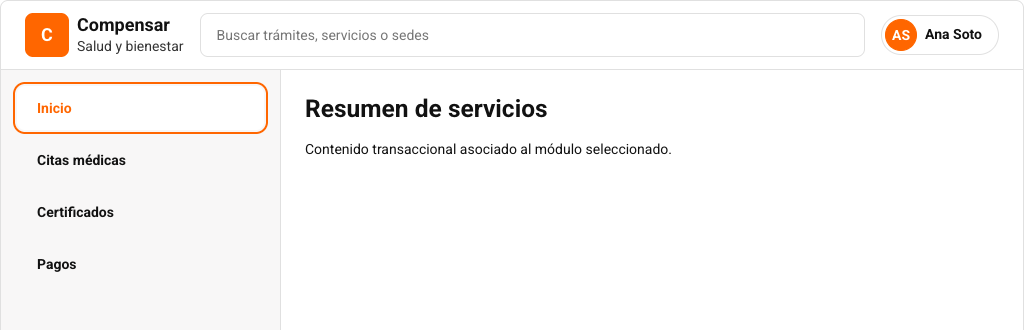 C
Compensar
Salud y bienestar
Buscar trámites, servicios o sedes
AS
Ana Soto
Inicio
Citas médicas
Certificados
Pagos
Resumen de servicios
Contenido transaccional asociado al módulo seleccionado.